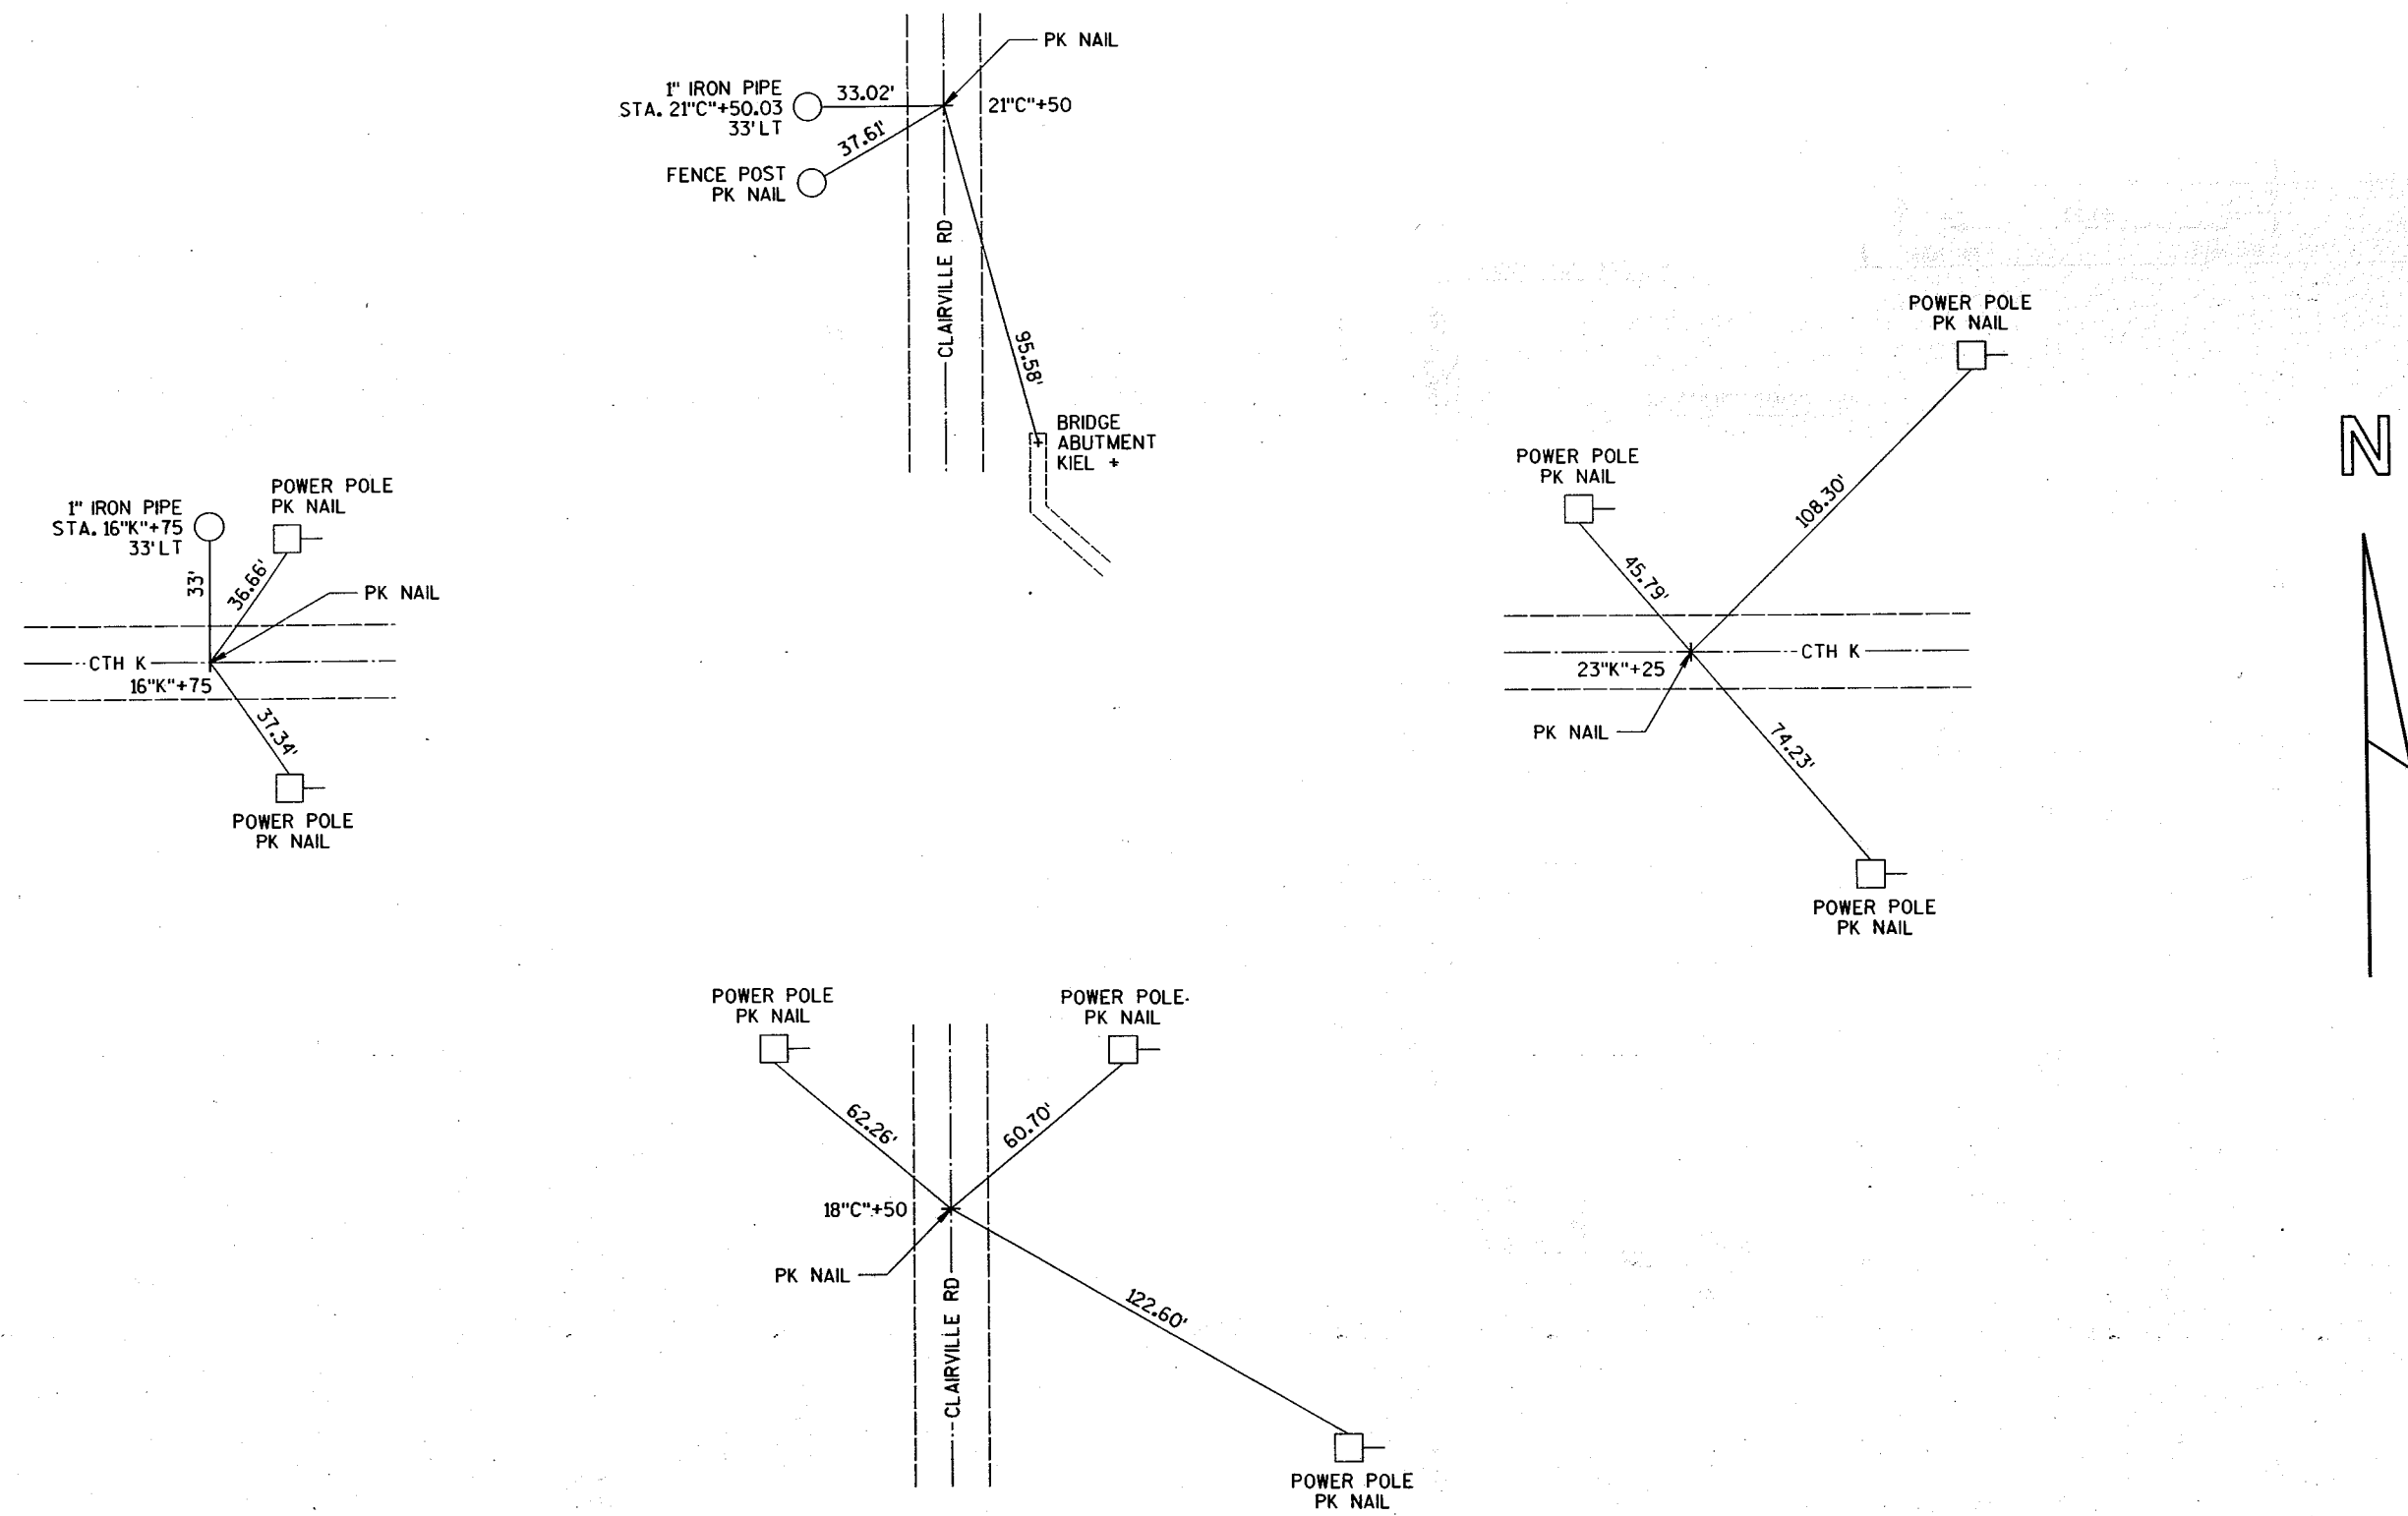 PK NAIL
1" IRON PIPE
STA. 21"C"+50.03
33' LT
33.02'
21"C"+50
37.61'
FENCE POST
PK NAIL
CLAIRVILLE RD
95.58'
BRIDGE
ABUTMENT
KIEL +
POWER POLE
PK NAIL
108.30'
POWER POLE
PK NAIL
45.79'
CTH K
23"K"+25
PK NAIL
74.23'
POWER POLE
PK NAIL
N
1" IRON PIPE
STA. 16"K"+75
33' LT
POWER POLE
PK NAIL
33'
36.66'
PK NAIL
CTH K
16"K"+75
37.34'
POWER POLE
PK NAIL
POWER POLE
PK NAIL
POWER POLE
PK NAIL
62.26'
60.70'
18"C"+50
PK NAIL
CLAIRVILLE RD
122.60'
POWER POLE
PK NAIL